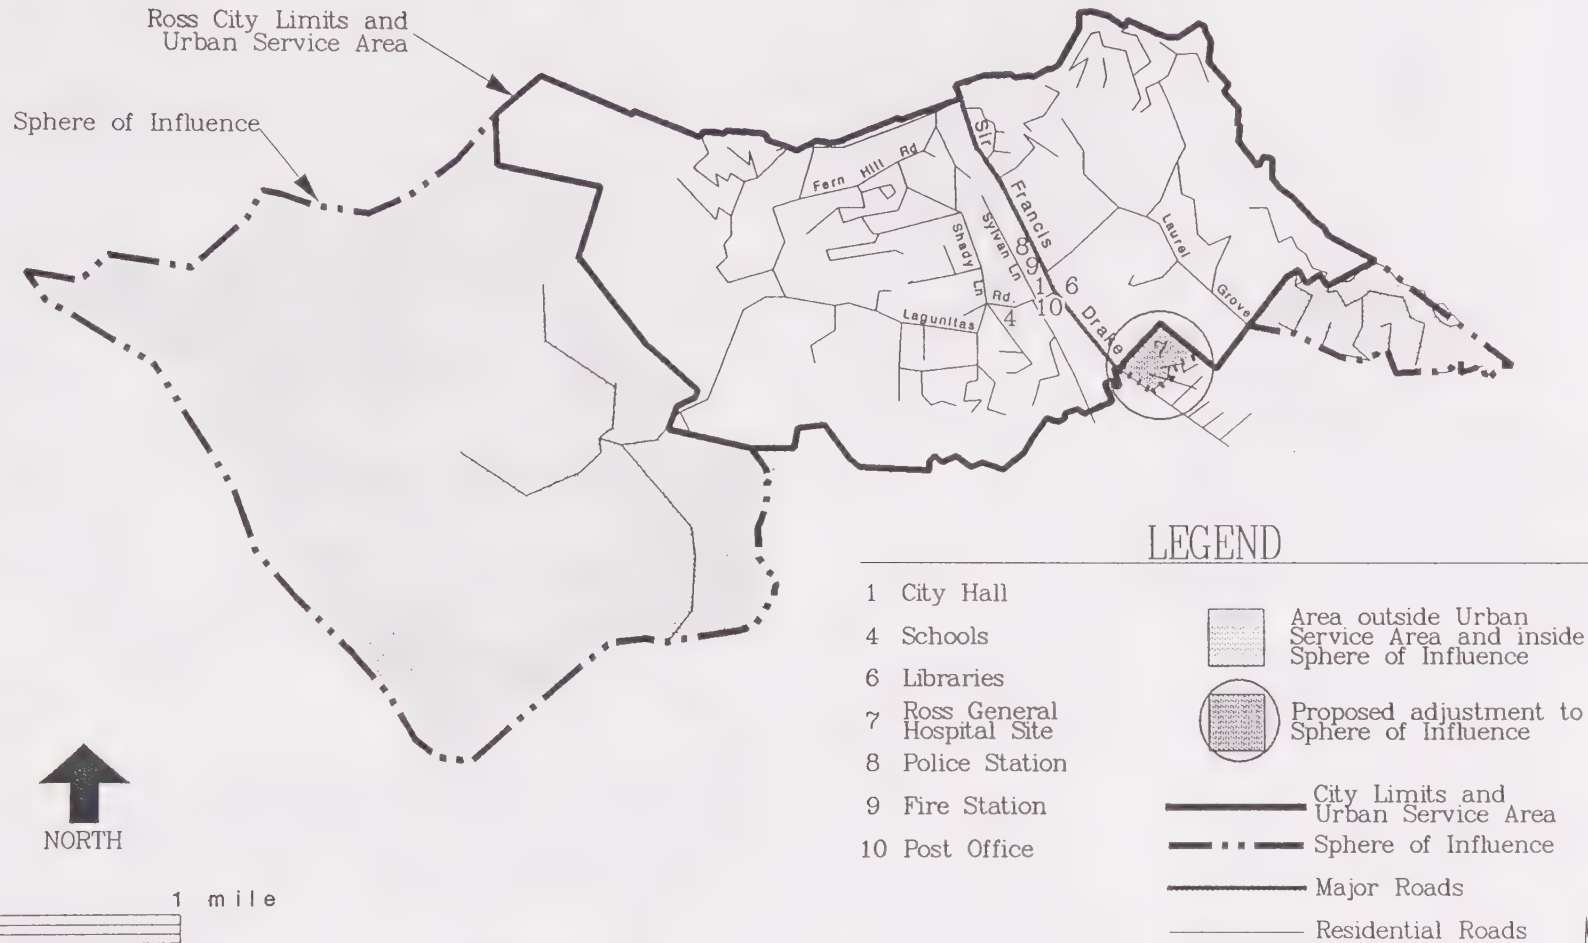 Ross City Limits and
Urban Service Area
Sphere of Influence
Sir
Francis
Drake
Fern Hill Rd
Shady
Ln
Sylvan Ln
Laurel
Grove
Lagunitas
Rd.
8
9
1
6
10
4
7
LEGEND
1 City Hall
4 Schools
6 Libraries
7 Ross General
Hospital Site
8 Police Station
9 Fire Station
10 Post Office
Area outside Urban
Service Area and inside
Sphere of Influence
Proposed adjustment to
Sphere of Influence
City Limits and
Urban Service Area
Sphere of Influence
Major Roads
Residential Roads
NORTH
1 mile